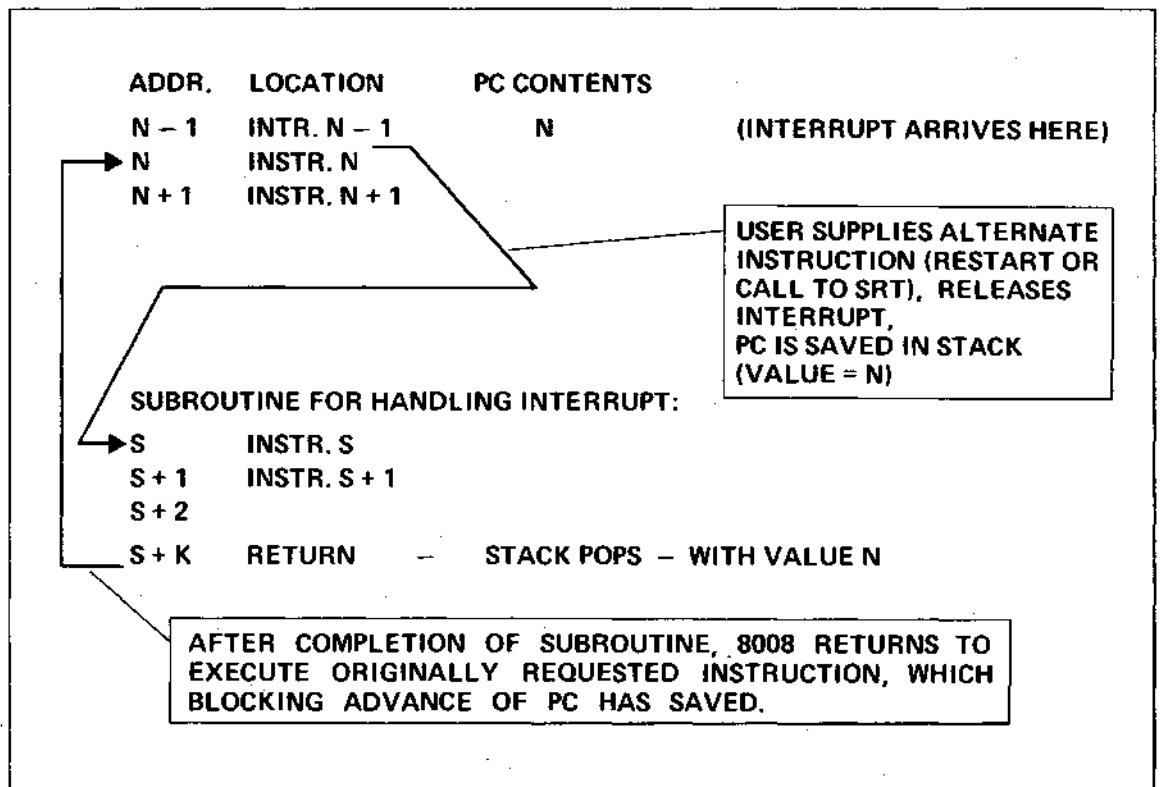 ADDR. LOCATION PC CONTENTS
N – 1 INTR. N – 1 N (INTERRUPT ARRIVES HERE)
N INSTR. N
N + 1 INSTR. N + 1
USER SUPPLIES ALTERNATE
INSTRUCTION (RESTART OR
CALL TO SRT), RELEASES
INTERRUPT,
PC IS SAVED IN STACK
(VALUE = N)
SUBROUTINE FOR HANDLING INTERRUPT:
S INSTR. S
S + 1 INSTR. S + 1
S + 2
S + K RETURN – STACK POPS – WITH VALUE N
AFTER COMPLETION OF SUBROUTINE, 8008 RETURNS TO
EXECUTE ORIGINALLY REQUESTED INSTRUCTION, WHICH
BLOCKING ADVANCE OF PC HAS SAVED.